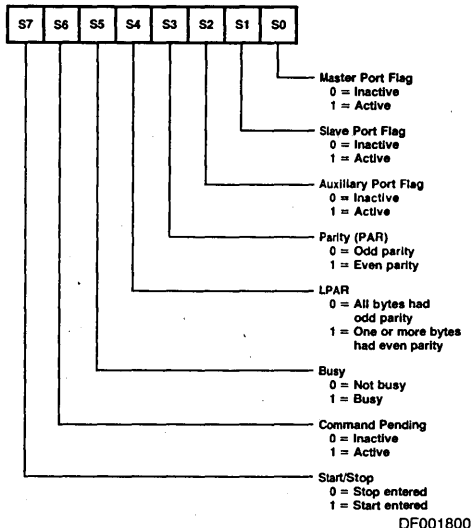 S7 S6 S5 S4 S3 S2 S1 S0
Master Port Flag
0 = Inactive
1 = Active
Slave Port Flag
0 = Inactive
1 = Active
Auxiliary Port Flag
0 = Inactive
1 = Active
Parity (PAR)
0 = Odd parity
1 = Even parity
LPAR
0 = All bytes had
odd parity
1 = One or more bytes
had even parity
Busy
0 = Not busy
1 = Busy
Command Pending
0 = Inactive
1 = Active
Start/Stop
0 = Stop entered
1 = Start entered
DF001800